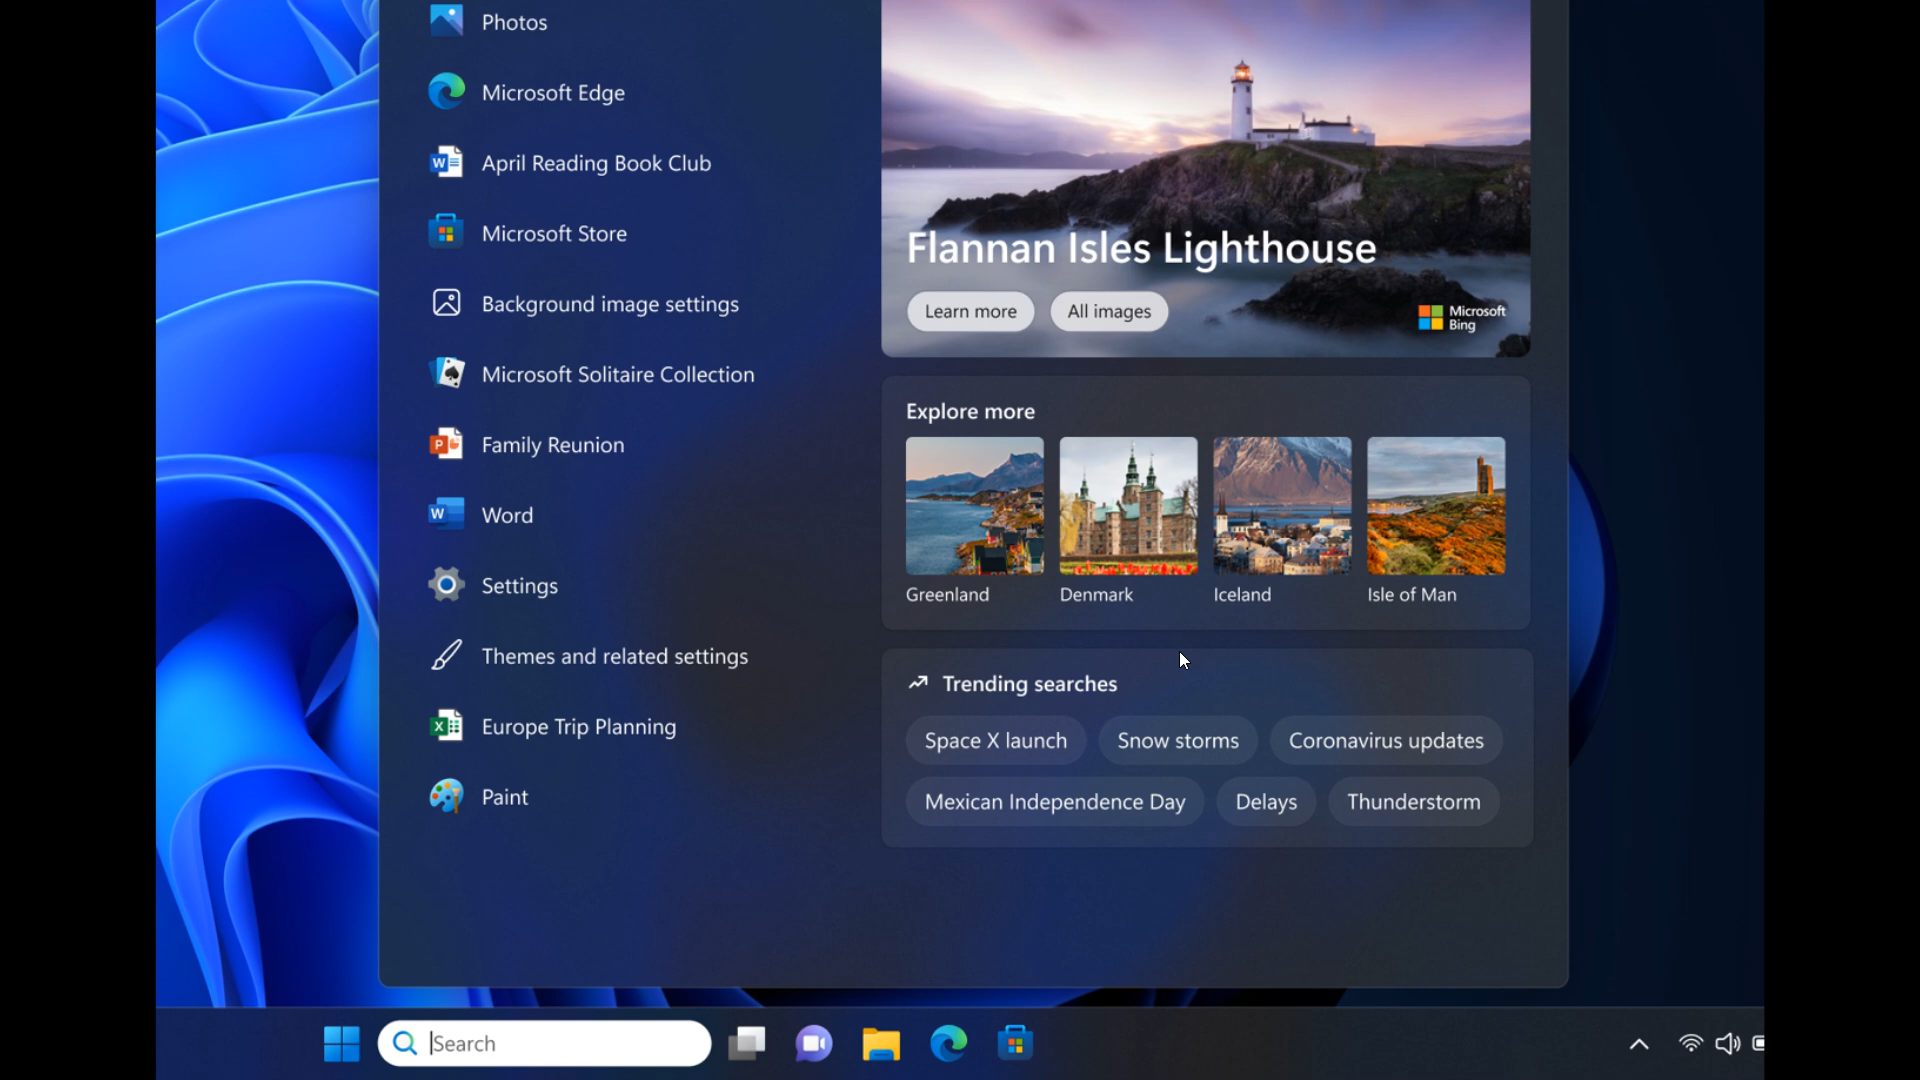 Photos
Microsoft Edge
April Reading Book Club
Microsoft Store
Background image settings
Microsoft Solitaire Collection
Family Reunion
Word
Settings
Themes and related settings
Europe Trip Planning
Paint
Flannan Isles Lighthouse
Learn more
All images
Microsoft
Bing
Explore more
Greenland
Denmark
Iceland
Isle of Man
Trending searches
Space X launch
Snow storms
Coronavirus updates
Mexican Independence Day
Delays
Thunderstorm
Search